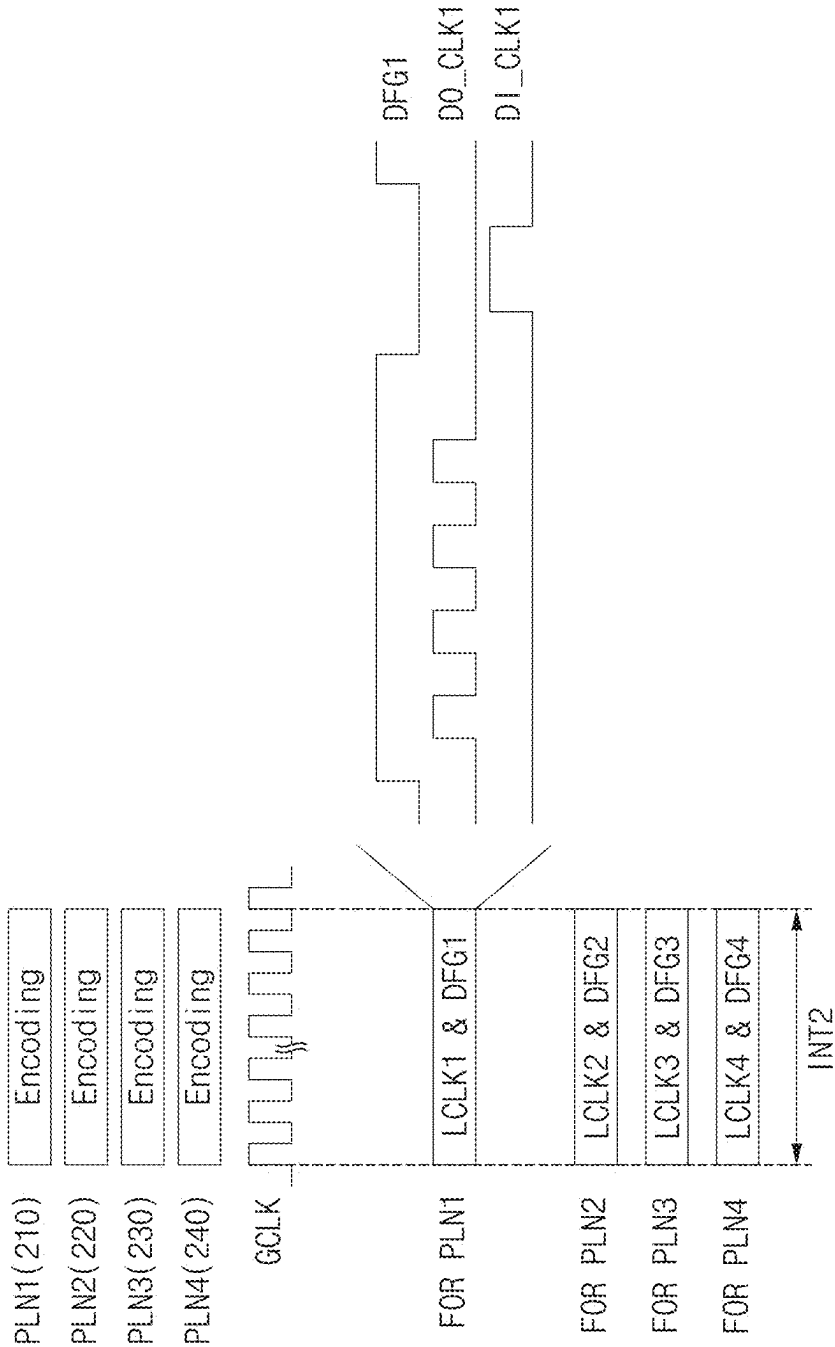 PLN1(210) Encoding
PLN2(220) Encoding
PLN3(230) Encoding
PLN4(240) Encoding
GCLK
FOR PLN1 LCLK1 & DFG1
FOR PLN2 LCLK2 & DFG2
FOR PLN3 LCLK3 & DFG3
FOR PLN4 LCLK4 & DFG4
INT2
DFG1
DO_CLK1
DI_CLK1